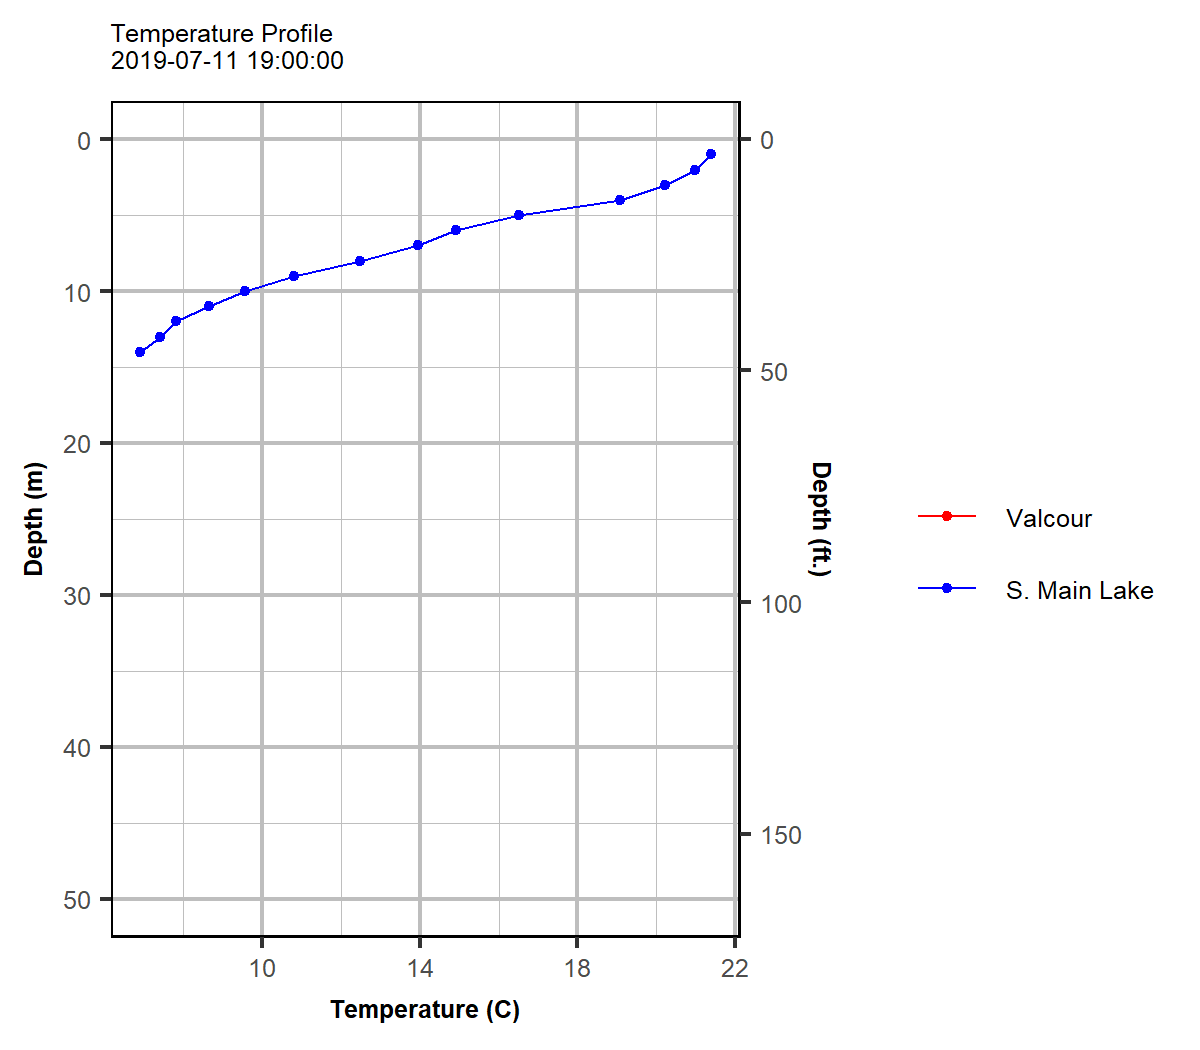 Temperature Profile
2019-07-11 19:00:00
0
10
20
30
40
50
Depth (m)
0
50
100
150
Depth (ft.)
10
14
18
22
Temperature (C)
Valcour
S. Main Lake